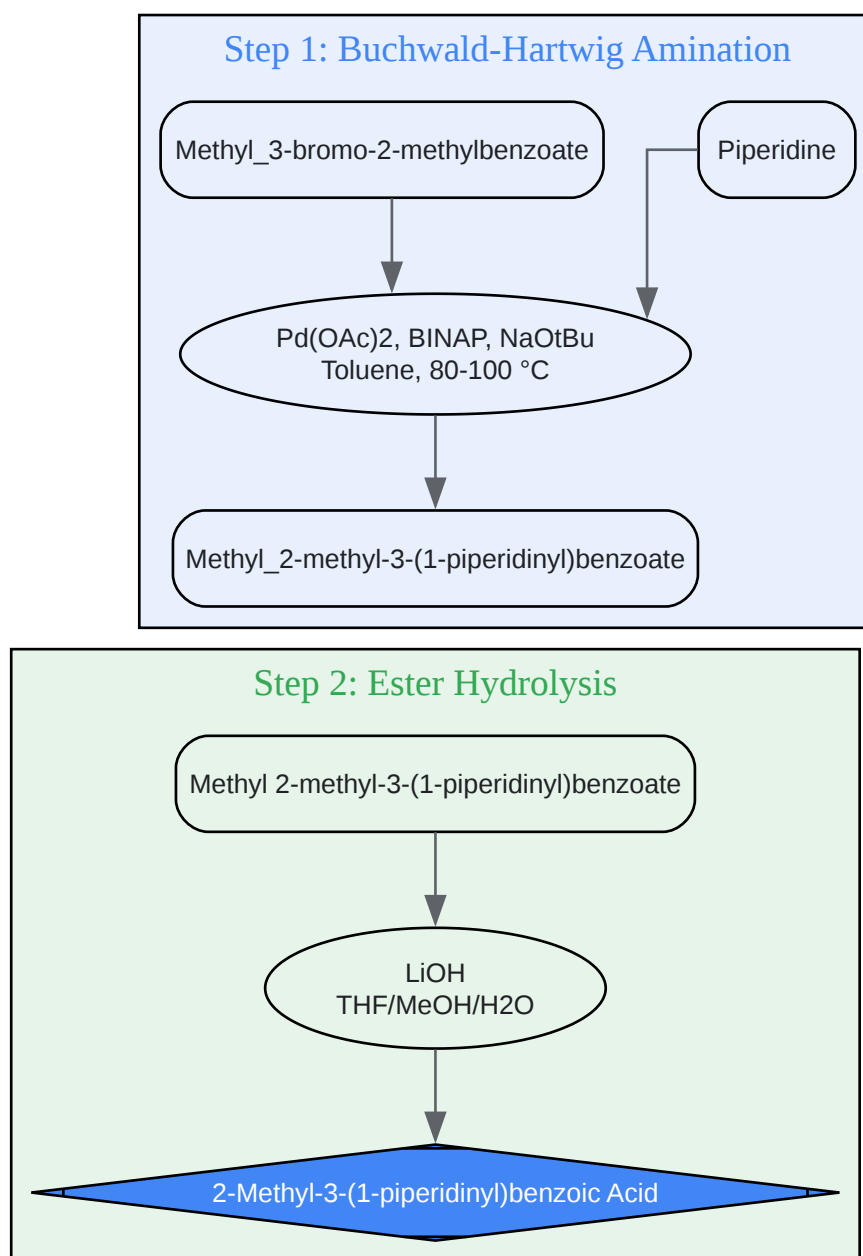 Step 1: Buchwald-Hartwig Amination
Methyl_3-bromo-2-methylbenzoate
Piperidine
Pd(OAc)2, BINAP, NaOtBu
Toluene, 80-100 °C
Methyl_2-methyl-3-(1-piperidinyl)benzoate
Step 2: Ester Hydrolysis
Methyl 2-methyl-3-(1-piperidinyl)benzoate
LiOH
THF/MeOH/H2O
2-Methyl-3-(1-piperidinyl)benzoic Acid